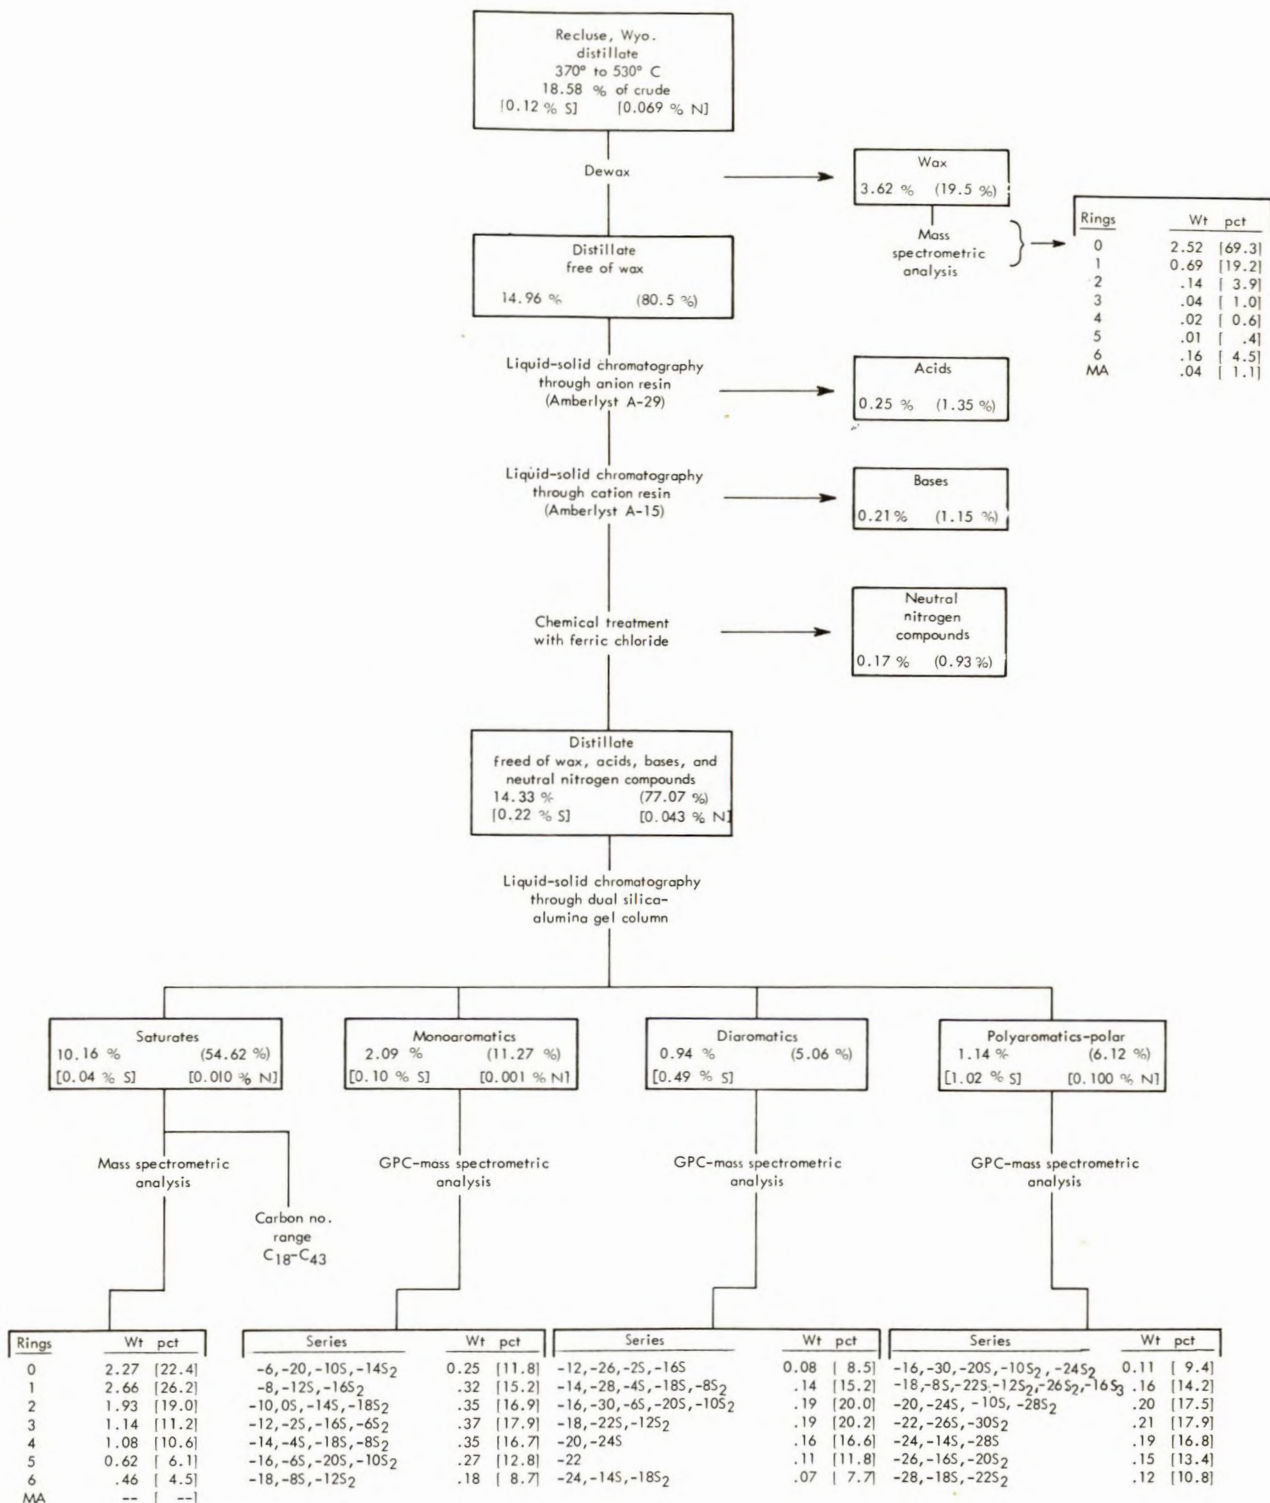 Recluse, Wyo.
distillate
370° to 530° C
18.58 % of crude
[0.12 % S] [0.069 % N]
Dewax
Wax
3.62 % (19.5 %)
Mass
spectrometric
analysis
Rings Wt pct
0 2.52 [69.3]
1 0.69 [19.2]
2 .14 [ 3.9]
3 .04 [ 1.0]
4 .02 [ 0.6]
5 .01 [ .4]
6 .16 [ 4.5]
MA .04 [ 1.1]
Distillate
free of wax
14.96 % (80.5 %)
Liquid-solid chromatography
through anion resin
(Amberlyst A-29)
Acids
0.25 % (1.35 %)
Liquid-solid chromatography
through cation resin
(Amberlyst A-15)
Bases
0.21% (1.15 %)
Chemical treatment
with ferric chloride
Neutral
nitrogen
compounds
0.17 % (0.93 %)
Distillate
freed of wax, acids, bases, and
neutral nitrogen compounds
14.33 % (77.07 %)
[0.22 % S] [0.043 % N]
Liquid-solid chromatography
through dual silica-
alumina gel column
Saturates
10.16 % (54.62 %)
[0.04 % S] [0.010 % N]
Monoaromatics
2.09 % (11.27 %)
[0.10 % S] [0.001 % N]
Diaromatics
0.94 % (5.06 %)
[0.49 % S]
Polyaromatics-polar
1.14 % (6.12 %)
[1.02 % S] [0.100 % N]
Mass spectrometric
analysis
Carbon no.
range
C18-C43
GPC-mass spectrometric
analysis
GPC-mass spectrometric
analysis
GPC-mass spectrometric
analysis
Rings Wt pct
0 2.27 [22.4]
1 2.66 [26.2]
2 1.93 [19.0]
3 1.14 [11.2]
4 1.08 [10.6]
5 0.62 [ 6.1]
6 .46 [ 4.5]
MA -- [ --]
Series Wt pct
-6,-20,-10S,-14S2 0.25 [11.8]
-8,-12S,-16S2 .32 [15.2]
-10,0S,-14S,-18S2 .35 [16.9]
-12,-2S,-16S,-6S2 .37 [17.9]
-14,-4S,-18S,-8S2 .35 [16.7]
-16,-6S,-20S,-10S2 .27 [12.8]
-18,-8S,-12S2 .18 [ 8.7]
Series Wt pct
-12,-26,-2S,-16S 0.08 [ 8.5]
-14,-28,-4S,-18S,-8S2 .14 [15.2]
-16,-30,-6S,-20S,-10S2 .19 [20.0]
-18,-22S,-12S2 .19 [20.2]
-20,-24S .16 [16.6]
-22 .11 [11.8]
-24,-14S,-18S2 .07 [ 7.7]
Series Wt pct
-16,-30,-20S,-10S2,-24S2 0.11 [ 9.4]
-18,-8S,-22S,-12S2,-26S2,-16S3 .16 [14.2]
-20,-24S, -10S, -28S2 .20 [17.5]
-22,-26S,-30S2 .21 [17.9]
-24,-14S,-28S .19 [16.8]
-26,-16S,-20S2 .15 [13.4]
-28,-18S,-22S2 .12 [10.8]